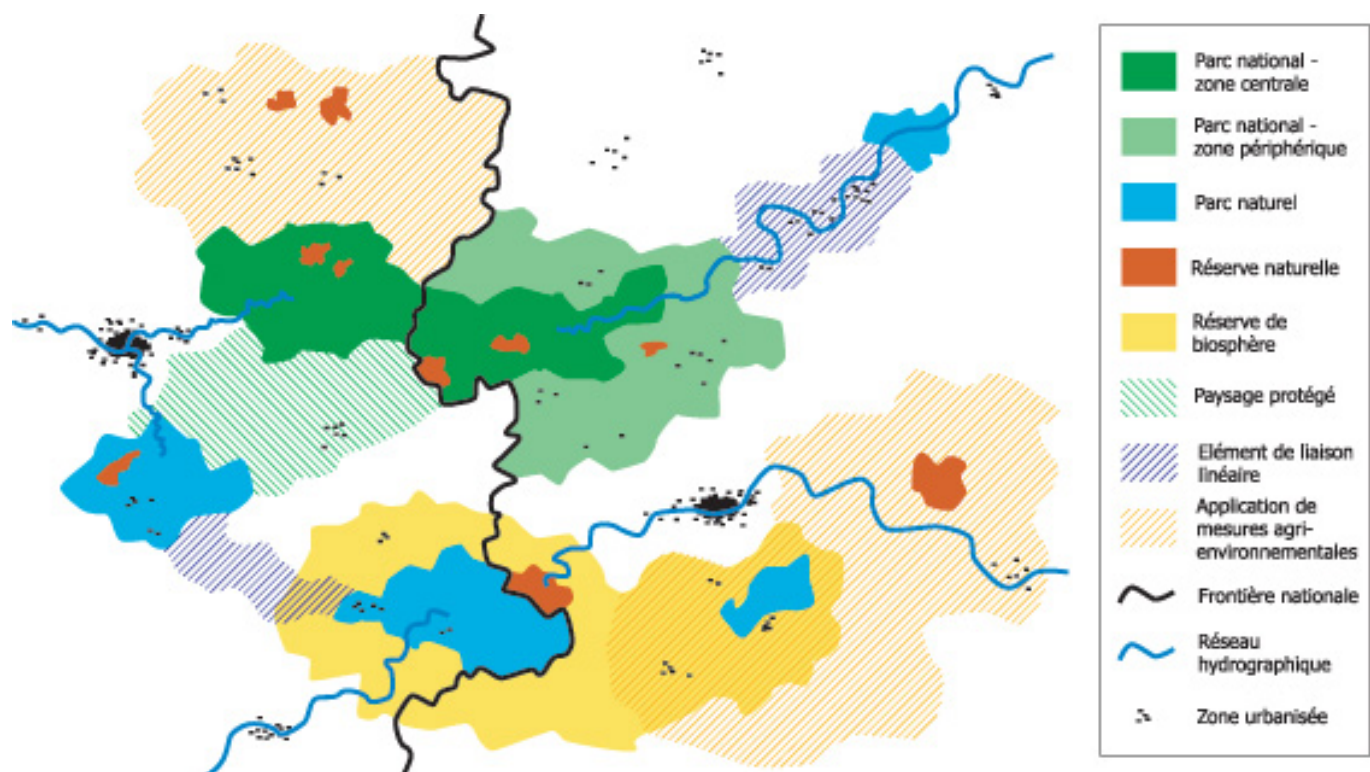 Parc national -
zone centrale
Parc national -
zone périphérique
Parc naturel
Réserve naturelle
Réserve de
biosphère
Paysage protégé
Elément de liaison
linéaire
Application de
mesures agri-
environnementales
Frontière nationale
Réseau
hydrographique
Zone urbanisée